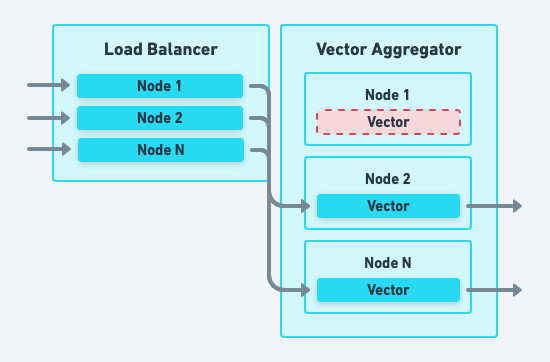 Load Balancer
Node 1
Node 2
Node N
Vector Aggregator
Node 1
Vector
Node 2
Vector
Node N
Vector